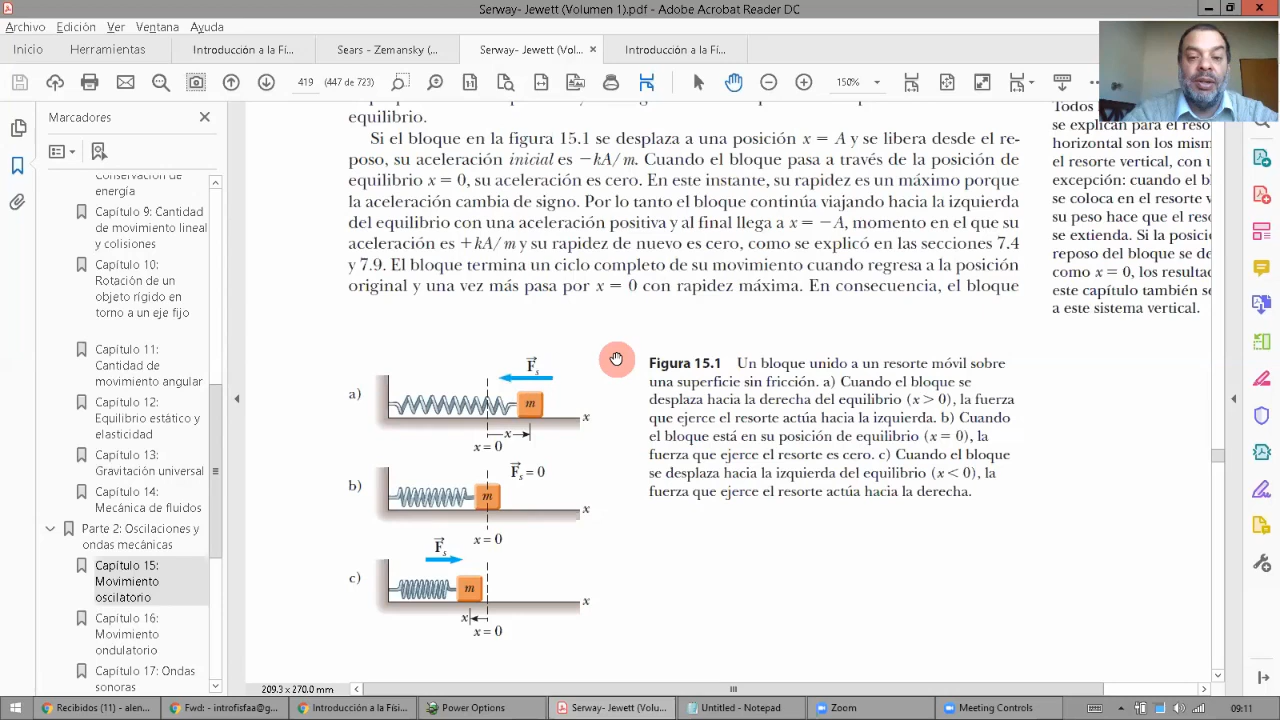 Serway-Jewett (Volumen 1).pdf - Adobe Acrobat Reader DC
Archivo Edición Ver Ventana Ayuda
Inicio Herramientas Introducción a la Fí... Sears - Zemansky (... Serway-Jewett (Vol... × Introducción a la Fí...
419 (447 de 723) 150%
Marcadores
Conservación de
energía
Capítulo 9: Cantidad
de movimiento lineal
y colisiones
Capítulo 10:
Rotación de un
objeto rígido en
torno a un eje fijo
Capítulo 11:
Cantidad de
movimiento angular
Capítulo 12:
Equilibrio estático y
elasticidad
Capítulo 13:
Gravitación universal
Capítulo 14:
Mecánica de fluidos
Parte 2: Oscilaciones y
ondas mecánicas
Capítulo 15:
Movimiento
oscilatorio
Capítulo 16:
Movimiento
ondulatorio
Capítulo 17: Ondas
sonoras
equilibrio.
Si el bloque en la figura 15.1 se desplaza a una posición x = A y se libera desde el re-
poso, su aceleración inicial es −kA/m. Cuando el bloque pasa a través de la posición de
equilibrio x = 0, su aceleración es cero. En este instante, su rapidez es un máximo porque
la aceleración cambia de signo. Por lo tanto el bloque continúa viajando hacia la izquierda
del equilibrio con una aceleración positiva y al final llega a x = −A, momento en el que su
aceleración es +kA/m y su rapidez de nuevo es cero, como se explicó en las secciones 7.4
y 7.9. El bloque termina un ciclo completo de su movimiento cuando regresa a la posición
original y una vez más pasa por x = 0 con rapidez máxima. En consecuencia, el bloque
Todos
se explican para el reso
horizontal son los mism
el resorte vertical, con u
excepción: cuando el bl
se coloca en el resorte v
su peso hace que el reso
se extienda. Si la posició
reposo del bloque se de
como x = 0, los resultad
este capítulo también se
a este sistema vertical.
a)
F⃗s
m
x
x
x = 0
b)
F⃗s = 0
m
x
x = 0
c)
F⃗s
m
x
x
x = 0
Figura 15.1 Un bloque unido a un resorte móvil sobre
una superficie sin fricción. a) Cuando el bloque se
desplaza hacia la derecha del equilibrio (x > 0), la fuerza
que ejerce el resorte actúa hacia la izquierda. b) Cuando
el bloque está en su posición de equilibrio (x = 0), la
fuerza que ejerce el resorte es cero. c) Cuando el bloque
se desplaza hacia la izquierda del equilibrio (x < 0), la
fuerza que ejerce el resorte actúa hacia la derecha.
209.3 x 270.0 mm
Recibidos (11) - alen... Fwd: - introfisica@g... Introducción a la Fís... Power Options Serway-Jewett (Volu... Untitled - Notepad Zoom Meeting Controls 09:11